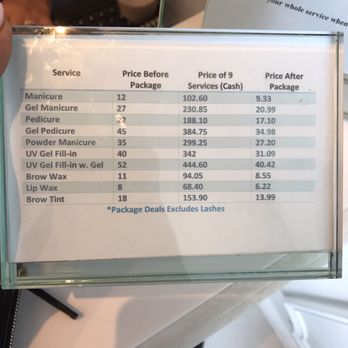 your whole service when
Service Price Before Package Price of 9 Services (Cash) Price After Package
Manicure 12 102.60 9.33
Gel Manicure 27 230.85 20.99
Pedicure 22 188.10 17.10
Gel Pedicure 45 384.75 34.98
Powder Manicure 35 299.25 27.20
UV Gel Fill-in 40 342 31.09
UV Gel Fill-in w. Gel 52 444.60 40.42
Brow Wax 11 94.05 8.55
Lip Wax 8 68.40 6.22
Brow Tint 18 153.90 13.99
*Package Deals Excludes Lashes